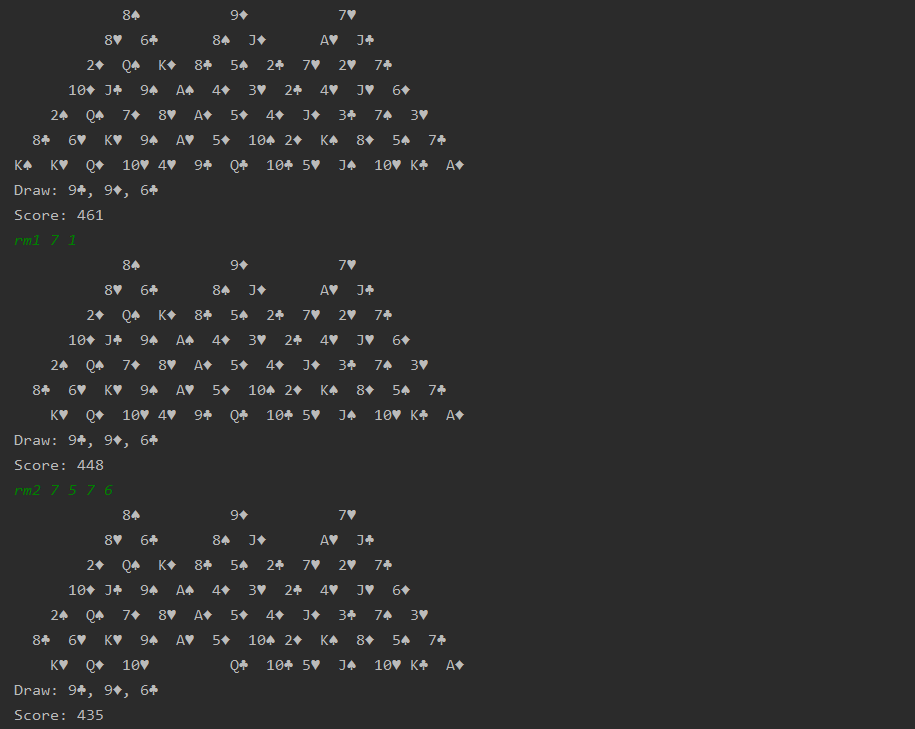 8♠          9♦          7♥
          8♥  6♣      8♠  J♦      A♥  J♣
        2♦  Q♠  K♦  8♣  5♠  2♣  7♥  2♥  7♣
      10♦ J♣  9♠  A♠  4♦  3♥  2♣  4♥  J♥  6♦
    2♠  Q♠  7♦  8♥  A♦  5♦  4♦  J♦  3♣  7♠  3♥
  8♣  6♥  K♥  9♠  A♥  5♦  10♠ 2♦  K♠  8♦  5♠  7♣
K♠  K♥  Q♦  10♥ 4♥  9♣  Q♣  10♣ 5♥  J♠  10♥ K♣  A♦
Draw: 9♣, 9♦, 6♣
Score: 461
rm1 7 1
            8♠          9♦          7♥
          8♥  6♣      8♠  J♦      A♥  J♣
        2♦  Q♠  K♦  8♣  5♠  2♣  7♥  2♥  7♣
      10♦ J♣  9♠  A♠  4♦  3♥  2♣  4♥  J♥  6♦
    2♠  Q♠  7♦  8♥  A♦  5♦  4♦  J♦  3♣  7♠  3♥
  8♣  6♥  K♥  9♠  A♥  5♦  10♠ 2♦  K♠  8♦  5♠  7♣
    K♥  Q♦  10♥ 4♥  9♣  Q♣  10♣ 5♥  J♠  10♥ K♣  A♦
Draw: 9♣, 9♦, 6♣
Score: 448
rm2 7 5 7 6
            8♠          9♦          7♥
          8♥  6♣      8♠  J♦      A♥  J♣
        2♦  Q♠  K♦  8♣  5♠  2♣  7♥  2♥  7♣
      10♦ J♣  9♠  A♠  4♦  3♥  2♣  4♥  J♥  6♦
    2♠  Q♠  7♦  8♥  A♦  5♦  4♦  J♦  3♣  7♠  3♥
  8♣  6♥  K♥  9♠  A♥  5♦  10♠ 2♦  K♠  8♦  5♠  7♣
    K♥  Q♦  10♥         Q♣  10♣ 5♥  J♠  10♥ K♣  A♦
Draw: 9♣, 9♦, 6♣
Score: 435